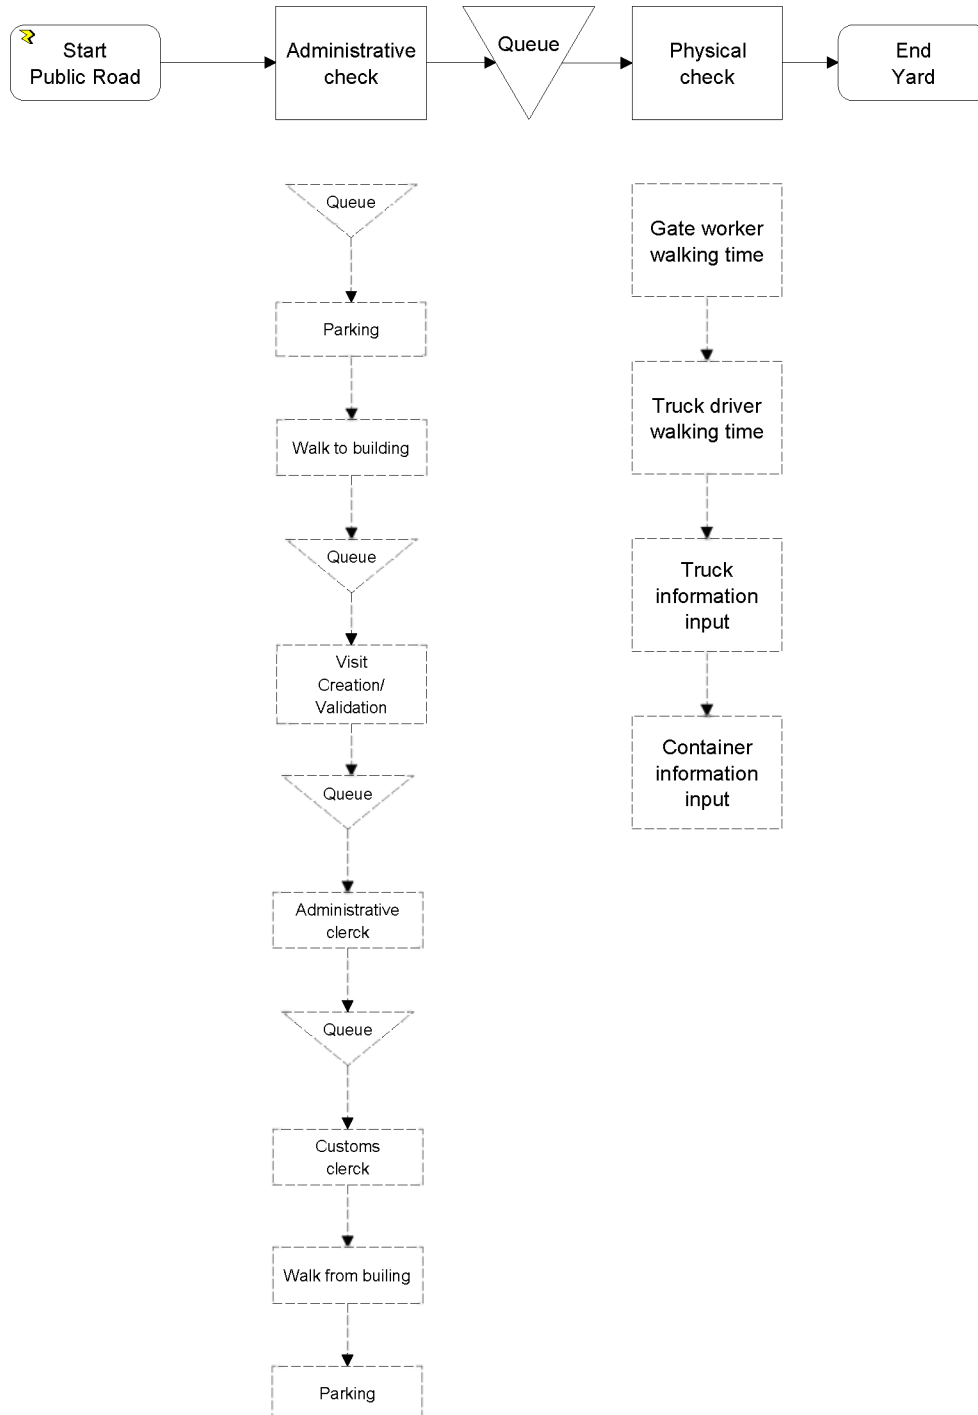 Start
Public Road
Administrative
check
Queue
Physical
check
End
Yard
Queue
Parking
Walk to building
Queue
Visit
Creation/
Validation
Queue
Administrative
clerck
Queue
Customs
clerck
Walk from builing
Parking
Gate worker
walking time
Truck driver
walking time
Truck
information
input
Container
information
input